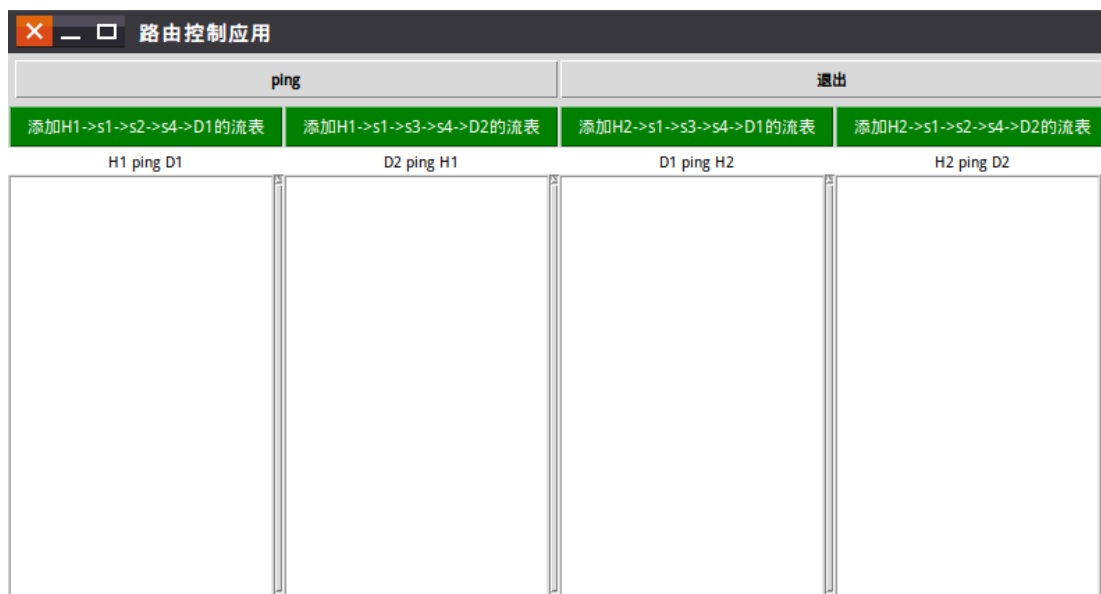 路由控制应用
ping 退出
添加H1->s1->s2->s4->D1的流表 添加H1->s1->s3->s4->D2的流表 添加H2->s1->s3->s4->D1的流表 添加H2->s1->s2->s4->D2的流表
H1 ping D1 D2 ping H1 D1 ping H2 H2 ping D2